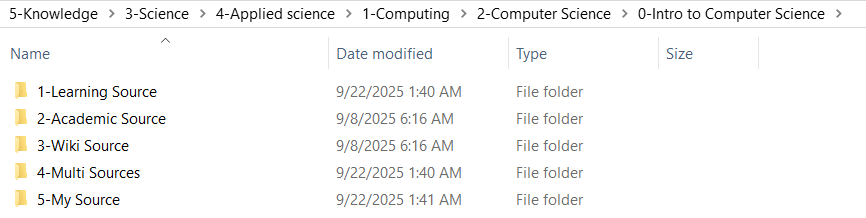 5-Knowledge > 3-Science > 4-Applied science > 1-Computing > 2-Computer Science > 0-Intro to Computer Science >
Name Date modified Type Size
1-Learning Source 9/22/2025 1:40 AM File folder
2-Academic Source 9/8/2025 6:16 AM File folder
3-Wiki Source 9/8/2025 6:16 AM File folder
4-Multi Sources 9/22/2025 1:40 AM File folder
5-My Source 9/22/2025 1:41 AM File folder